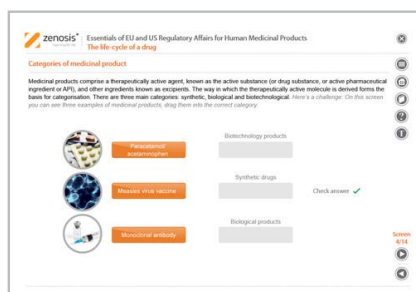 zenosis
Essentials of EU and US Regulatory Affairs for Human Medicinal Products
The life-cycle of a drug
Categories of medicinal product
Medicinal products comprise a therapeutically active agent, known as the active substance (or drug substance, or active pharmaceutical
ingredient or API), and other ingredients known as excipients. The way in which the therapeutically active molecule is derived forms the
basis for categorisation. There are three main categories: synthetic, biological and biotechnological. Here's a challenge: On this screen
you can see three examples of medicinal products; drag them into the correct category.
Biotechnology products
Paracetamol/
acetaminophen
Synthetic drugs
Measles virus vaccine
Check answer
Biological products
Monoclonal antibody
Screen
4/14